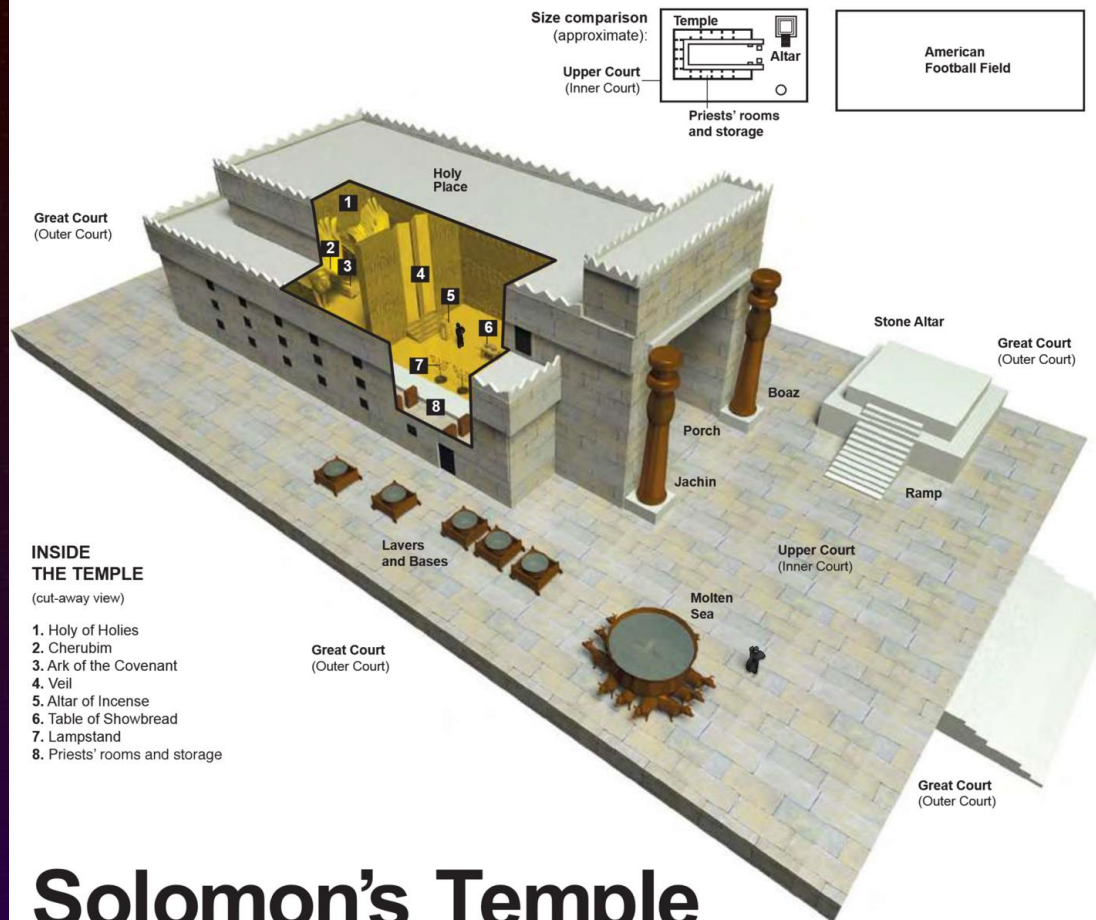 Size comparison
(approximate):
Temple
Altar
Upper Court
(Inner Court)
Priests' rooms
and storage
American
Football Field
Holy
Place
Great Court
(Outer Court)
1
2
3
4
5
6
7
8
Stone Altar
Great Court
(Outer Court)
Boaz
Porch
Jachin
Ramp
Lavers
and Bases
Upper Court
(Inner Court)
Molten
Sea
INSIDE
THE TEMPLE
(cut-away view)
1. Holy of Holies
2. Cherubim
3. Ark of the Covenant
4. Veil
5. Altar of Incense
6. Table of Showbread
7. Lampstand
8. Priests' rooms and storage
Great Court
(Outer Court)
Great Court
(Outer Court)
Solomon's Temple